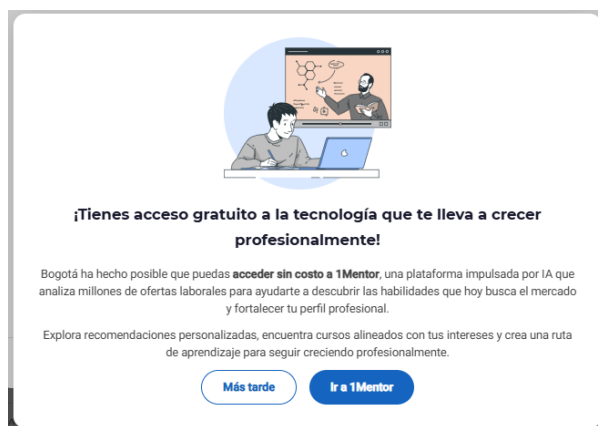 ¡Tienes acceso gratuito a la tecnología que te lleva a crecer
profesionalmente!
Bogotá ha hecho posible que puedas acceder sin costo a 1Mentor, una plataforma impulsada por IA que
analiza millones de ofertas laborales para ayudarte a descubrir las habilidades que hoy busca el mercado
y fortalecer tu perfil profesional.
Explora recomendaciones personalizadas, encuentra cursos alineados con tus intereses y crea una ruta
de aprendizaje para seguir creciendo profesionalmente.
Más tarde
Ir a 1Mentor